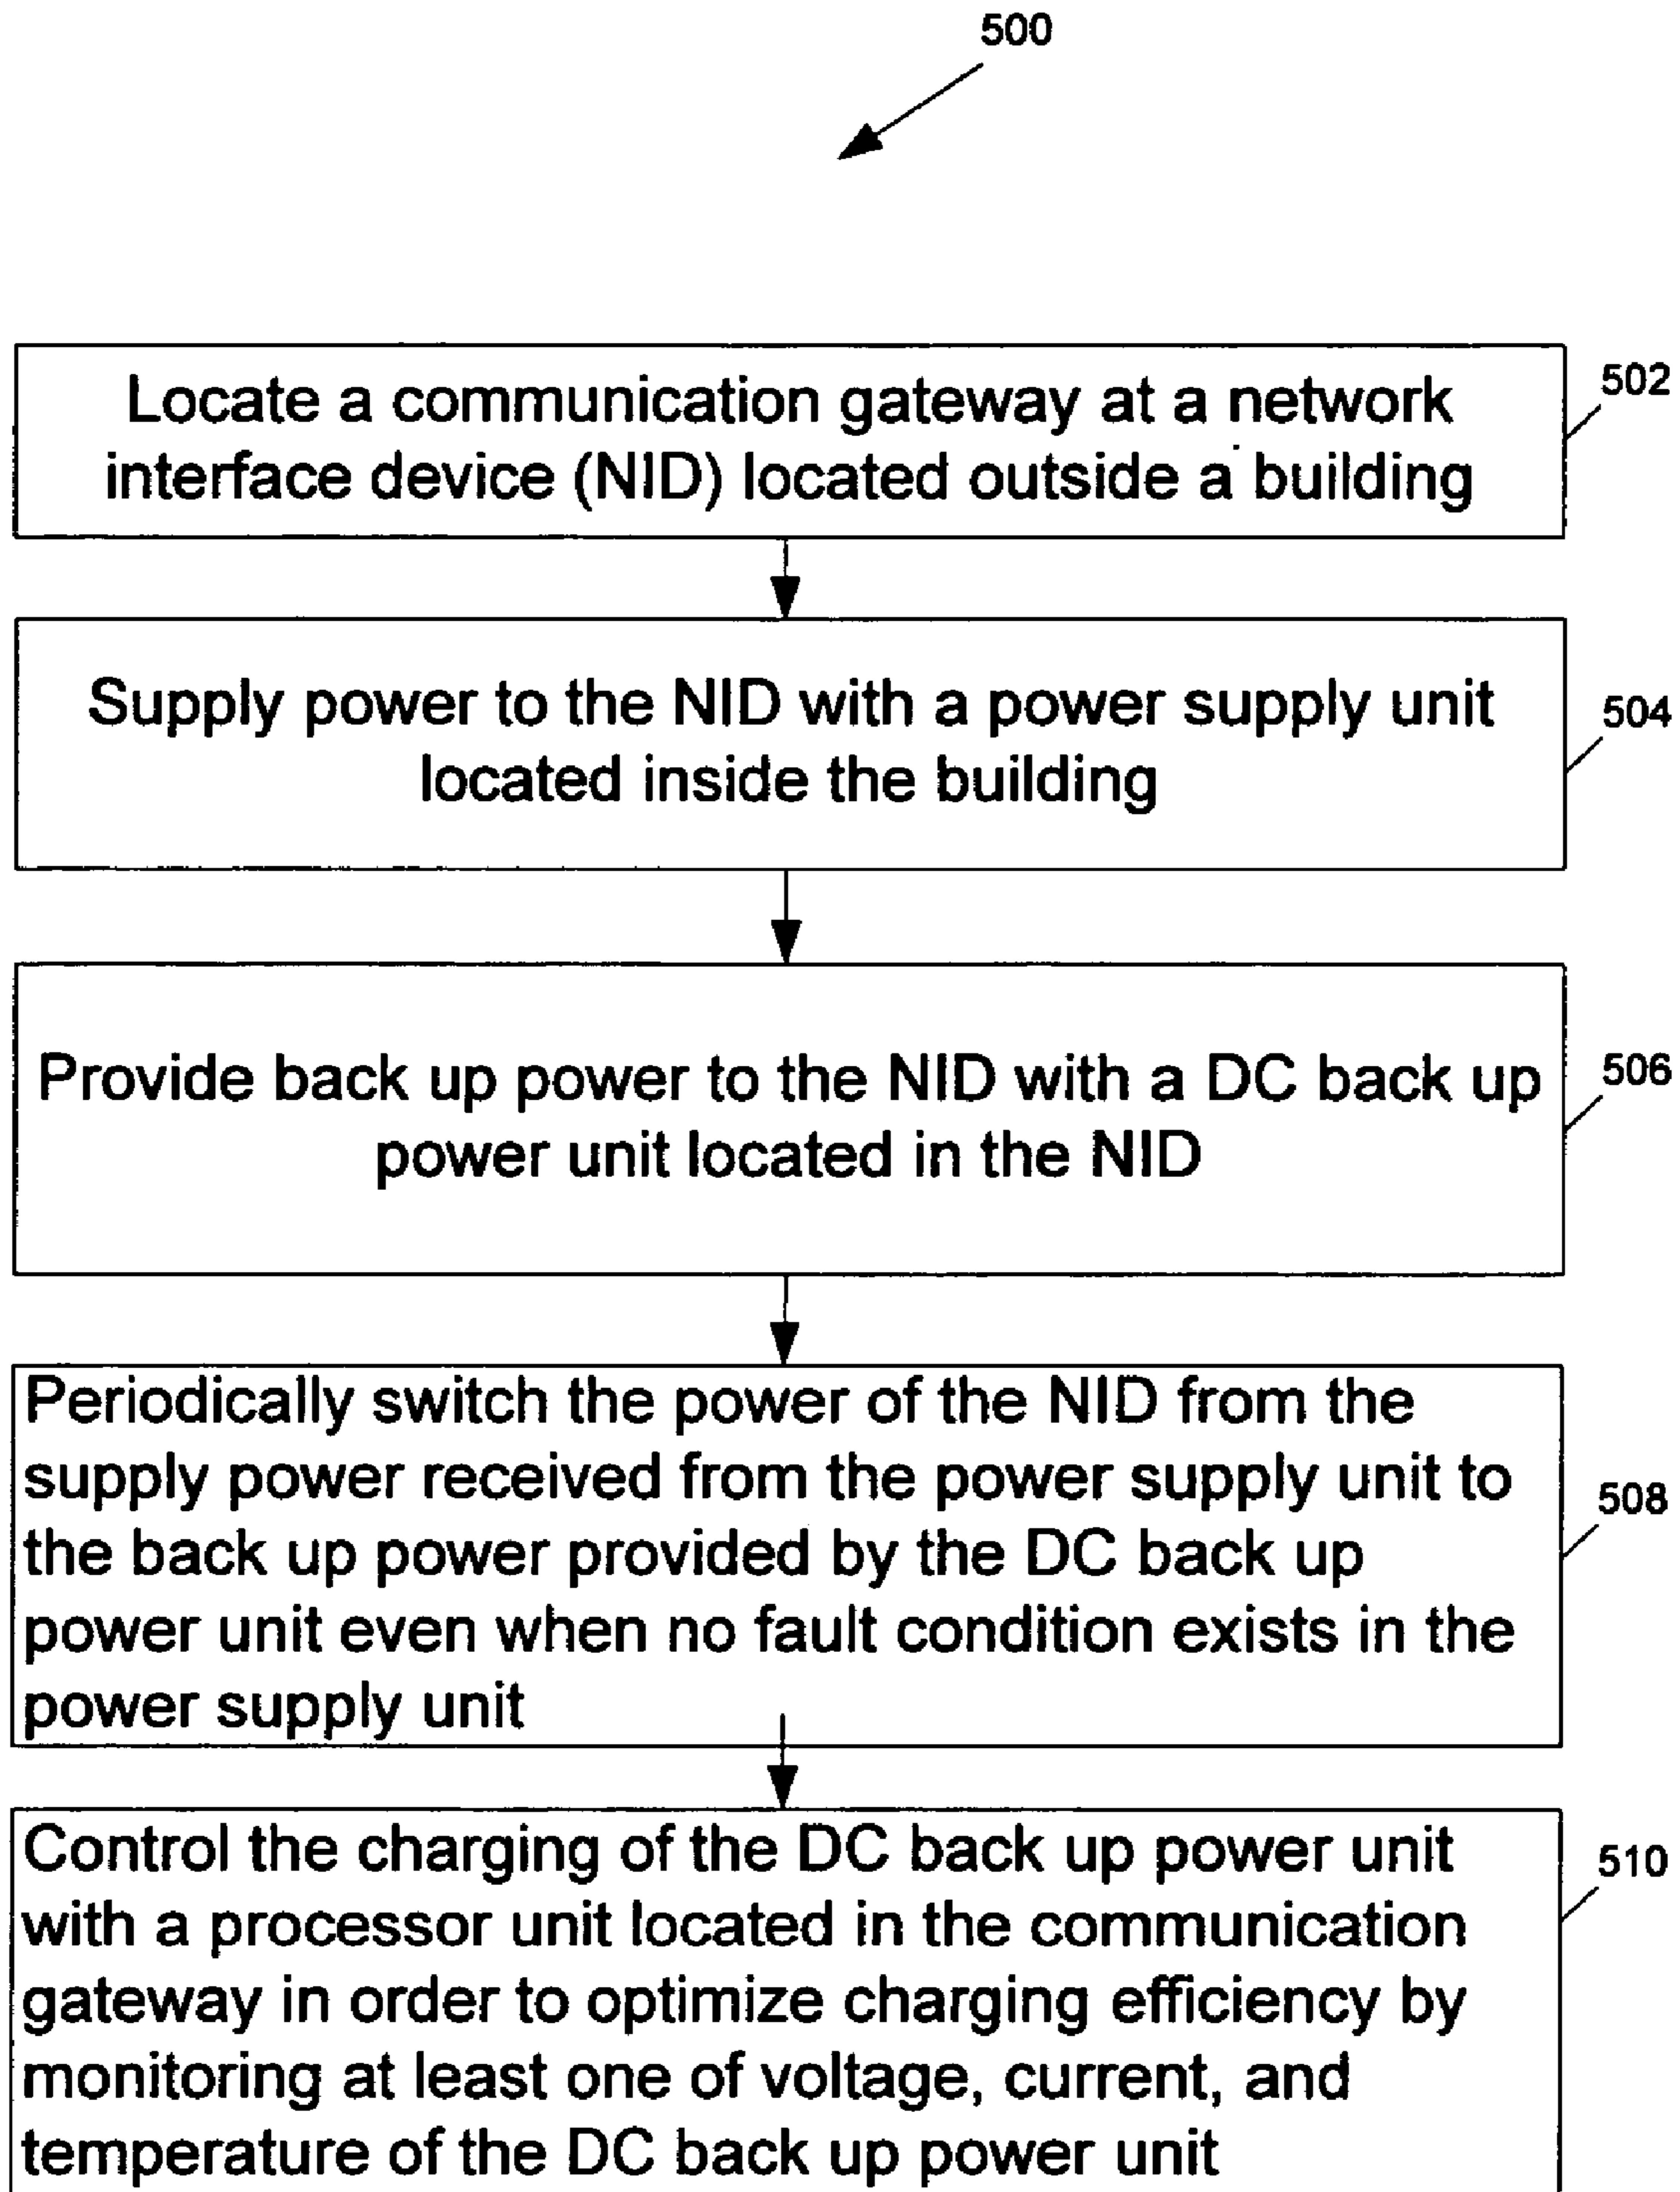 500
Locate a communication gateway at a network
interface device (NID) located outside a building
502
Supply power to the NID with a power supply unit
located inside the building
504
Provide back up power to the NID with a DC back up
power unit located in the NID
506
Periodically switch the power of the NID from the
supply power received from the power supply unit to
the back up power provided by the DC back up
power unit even when no fault condition exists in the
power supply unit
508
Control the charging of the DC back up power unit
with a processor unit located in the communication
gateway in order to optimize charging efficiency by
monitoring at least one of voltage, current, and
temperature of the DC back up power unit
510